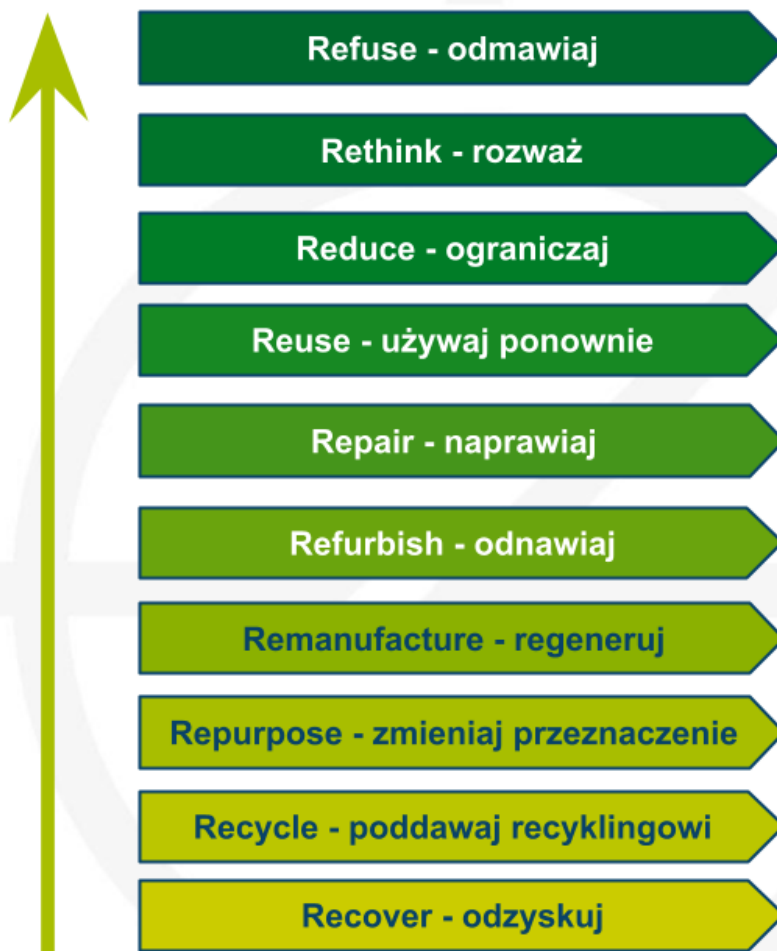 Refuse - odmawiaj
Rethink - rozważ
Reduce - ograniczaj
Reuse - używaj ponownie
Repair - naprawiaj
Refurbish - odnawiaj
Remanufacture - regeneruj
Repurpose - zmieniaj przeznaczenie
Recycle - poddawaj recyklingowi
Recover - odzyskuj